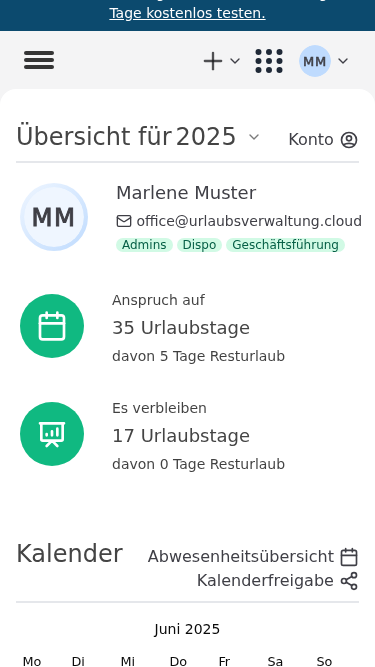 Tage kostenlos testen.
MM
Übersicht für 2025
Konto
MM
Marlene Muster
office@urlaubsverwaltung.cloud
Admins Dispo Geschäftsführung
Anspruch auf
35 Urlaubstage
davon 5 Tage Resturlaub
Es verbleiben
17 Urlaubstage
davon 0 Tage Resturlaub
Kalender
Abwesenheitsübersicht
Kalenderfreigabe
Juni 2025
Mo Di Mi Do Fr Sa So